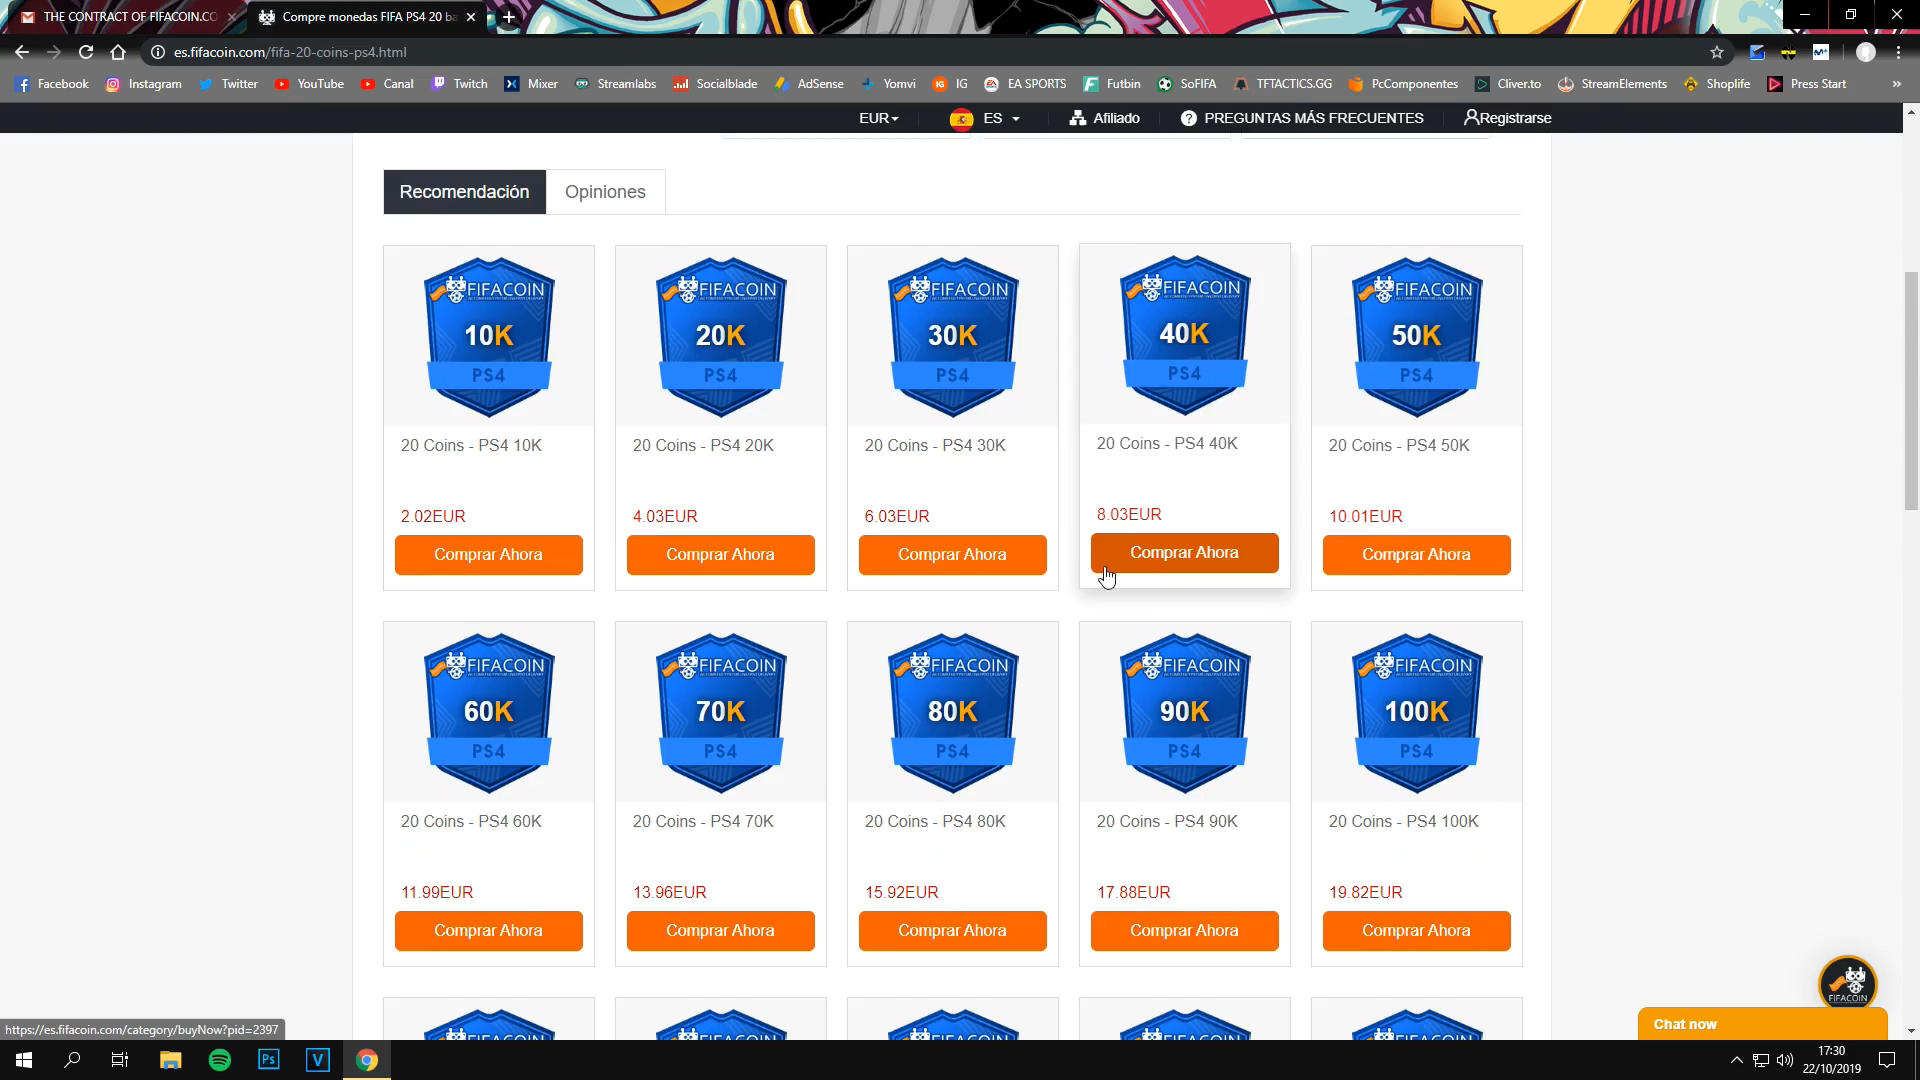 THE CONTRACT OF FIFACOIN.CO
Compre monedas FIFA PS4 20 ba
es.fifacoin.com/fifa-20-coins-ps4.html
Facebook Instagram Twitter YouTube Canal Twitch Mixer Streamlabs Socialblade AdSense Yomvi IG EA SPORTS Futbin SoFIFA TFTACTICS.GG PcComponentes Cliver.to StreamElements Shoplife Press Start »
EUR ES Afiliado ? PREGUNTAS MÁS FRECUENTES Registrarse
Recomendación Opiniones
FIFACOIN FIFACOIN FIFACOIN FIFACOIN FIFACOIN
10K 20K 30K 40K 50K
PS4 PS4 PS4 PS4 PS4
20 Coins - PS4 10K 20 Coins - PS4 20K 20 Coins - PS4 30K 20 Coins - PS4 40K 20 Coins - PS4 50K
2.02EUR 4.03EUR 6.03EUR 8.03EUR 10.01EUR
Comprar Ahora Comprar Ahora Comprar Ahora Comprar Ahora Comprar Ahora
FIFACOIN FIFACOIN FIFACOIN FIFACOIN FIFACOIN
60K 70K 80K 90K 100K
PS4 PS4 PS4 PS4 PS4
20 Coins - PS4 60K 20 Coins - PS4 70K 20 Coins - PS4 80K 20 Coins - PS4 90K 20 Coins - PS4 100K
11.99EUR 13.96EUR 15.92EUR 17.88EUR 19.82EUR
Comprar Ahora Comprar Ahora Comprar Ahora Comprar Ahora Comprar Ahora
FIFACOIN
Chat now
https://es.fifacoin.com/category/buyNow?pid=2397
Ps V
17:30
22/10/2019